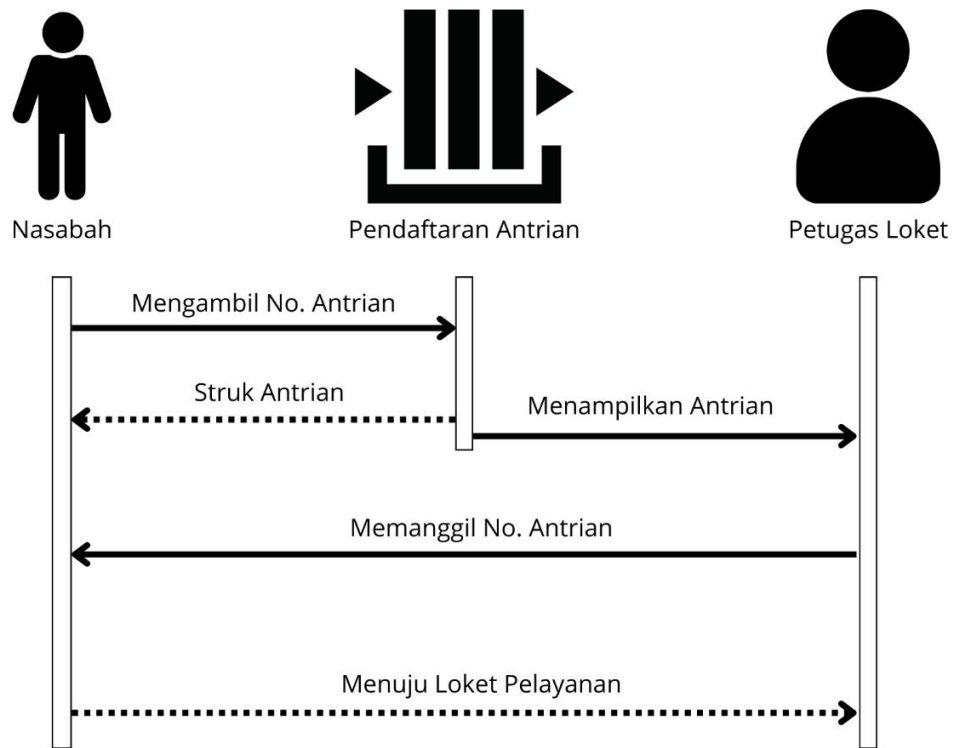 Nasabah
Pendaftaran Antrian
Petugas Loket
Mengambil No. Antrian
Struk Antrian
Menampilkan Antrian
Memanggil No. Antrian
Menuju Loket Pelayanan